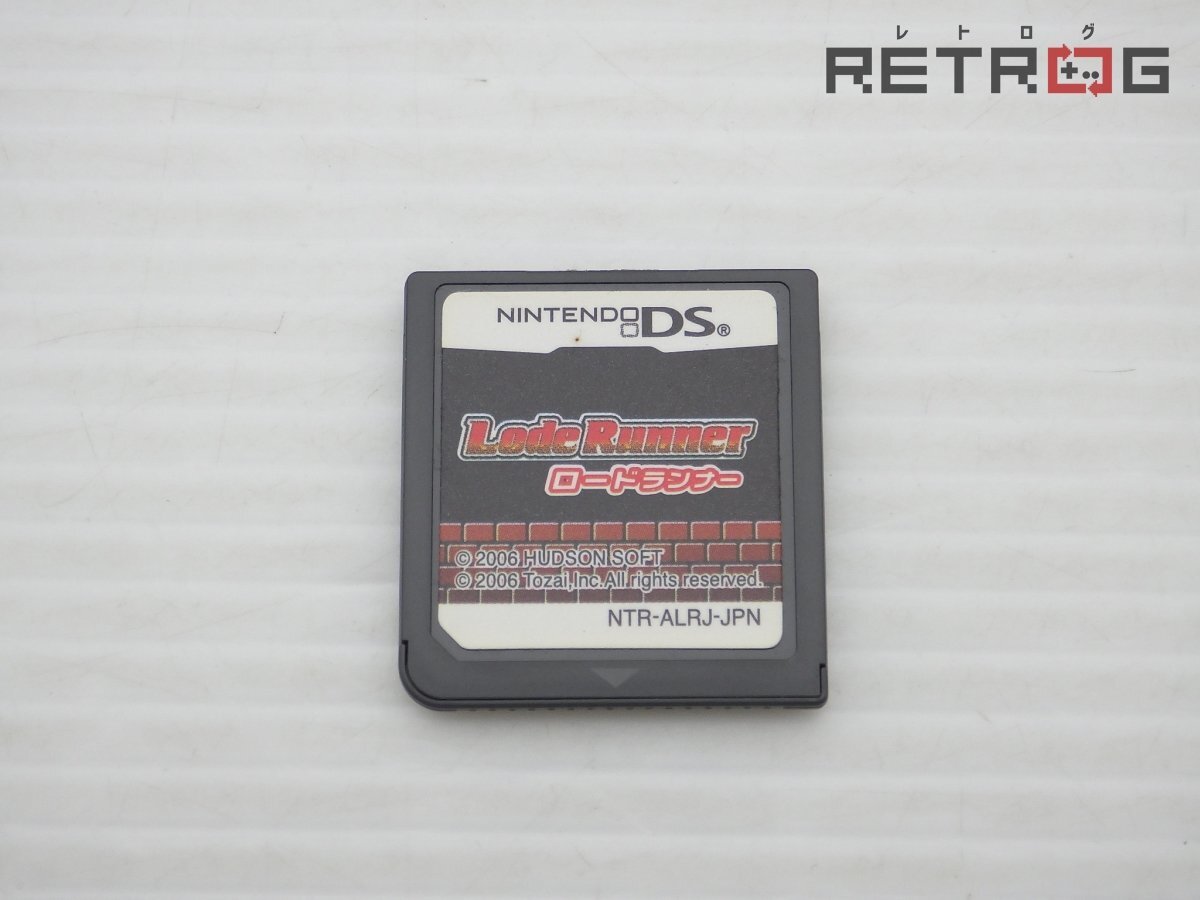 レトログ
RETROG
NINTENDO DS®
Lode Runner
ロードランナー
© 2006 HUDSON SOFT
© 2006 Tozai,Inc.All rights reserved.
NTR-ALRJ-JPN